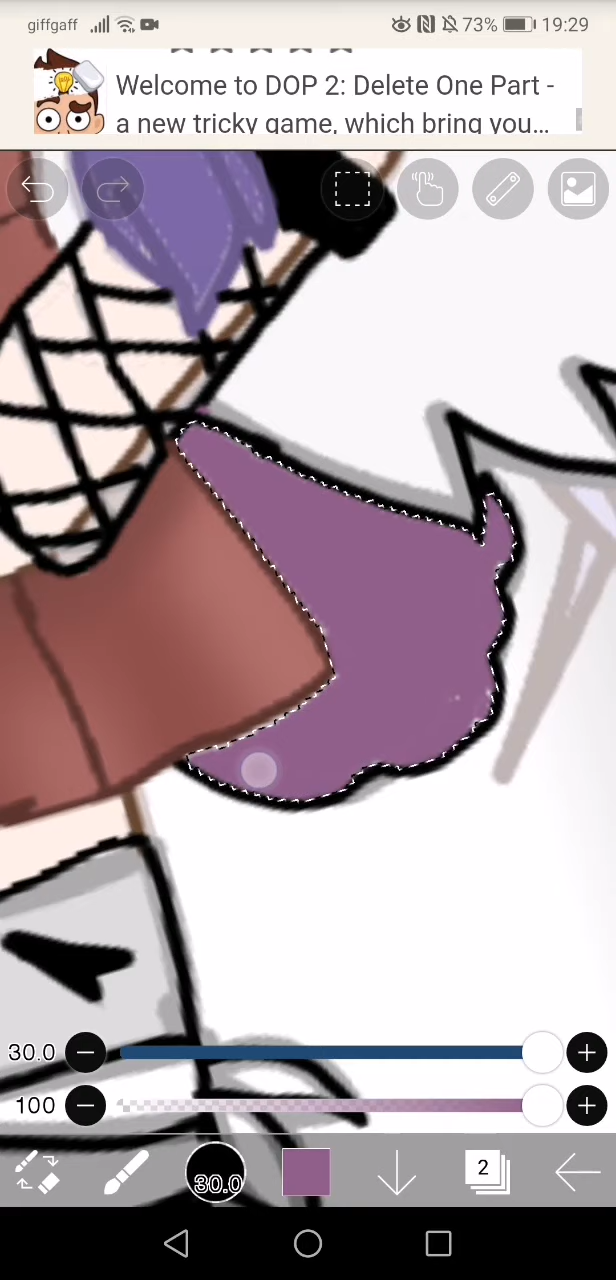 giffgaff 73% 19:29
Welcome to DOP 2: Delete One Part -
a new tricky game, which bring you...
30.0
100
30.0
2